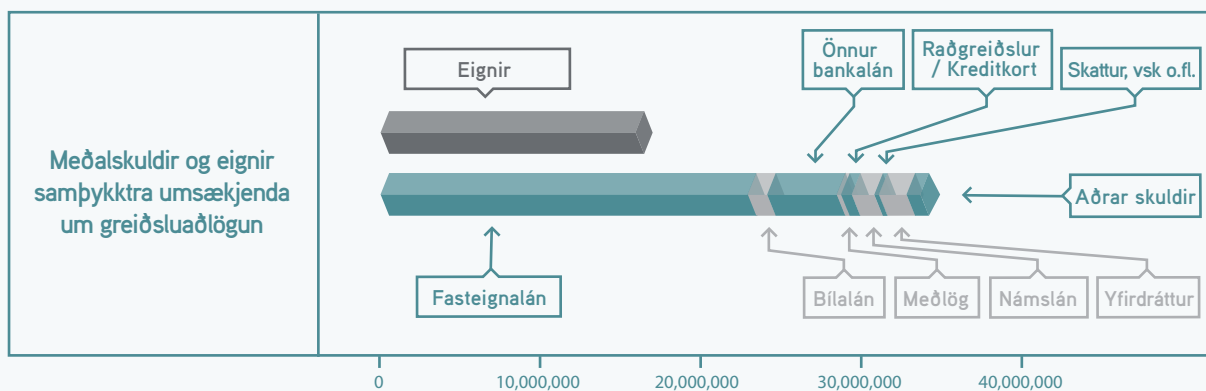 Meðalskuldir og eignir
samþykktra umsækjenda
um greiðsluaðlögun
Eignir
Önnur
bankalán
Raðgreiðslur
/ Kreditkort
Skattur, vsk o.fl.
Aðrar skuldir
Fasteignalán
Bílalán
Meðlög
Námslán
Yfirdráttur
0
10,000,000
20,000,000
30,000,000
40,000,000